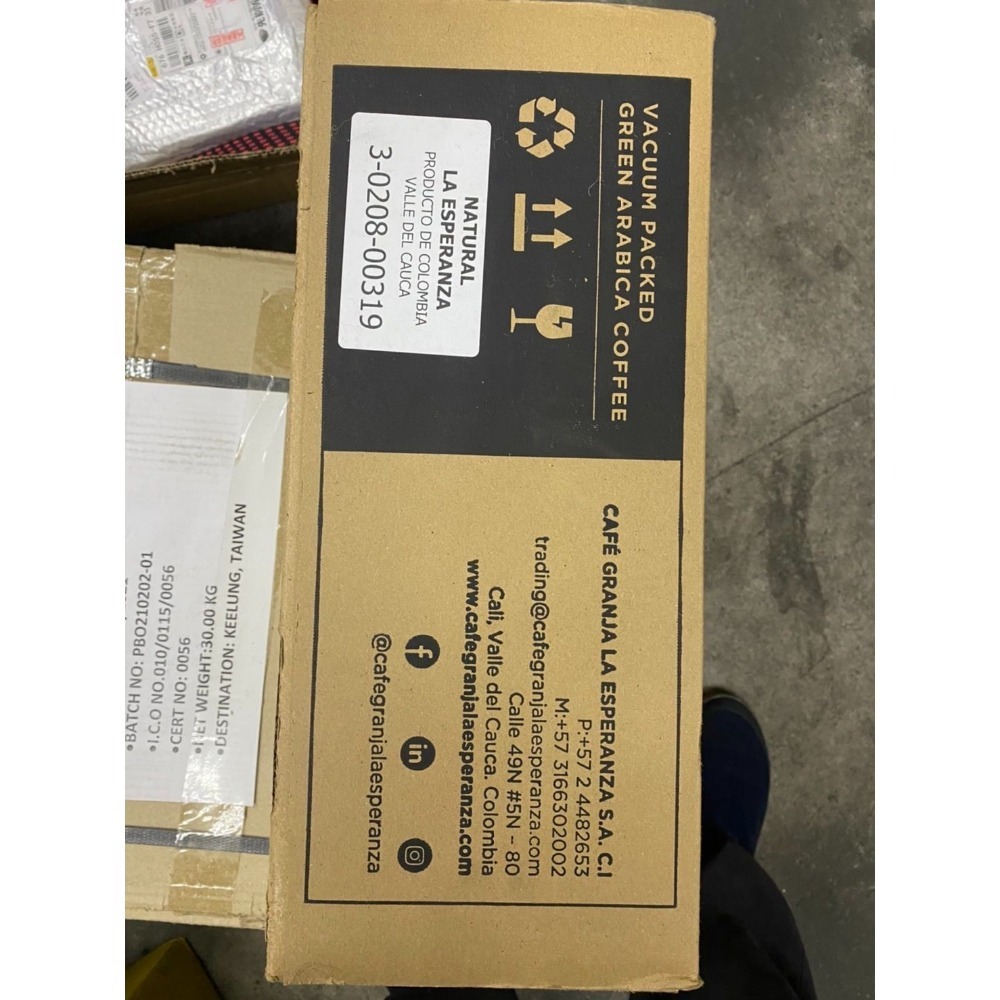 VACUUM PACKED
GREEN ARABICA COFFEE
NATURAL
LA ESPERANZA
PRODUCTO DE COLOMBIA
VALLE DEL CAUCA
3-0208-00319
CAFÉ GRANJA LA ESPERANZA S.A. C.I
P:+57 2 4482653
M:+57 3166302002
trading@cafegranjalaesperanza.com
Calle 49N #5N - 80
Cali, Valle del Cauca. Colombia
www.cafegranjalaesperanza.com
f in
@cafegranjalaesperanza
• BATCH NO: PBO210202-01
• I.C.O NO.010/0115/0056
• CERT NO: 0056
• NET WEIGHT:30.00 KG
• DESTINATION: KEELUNG, TAIWAN